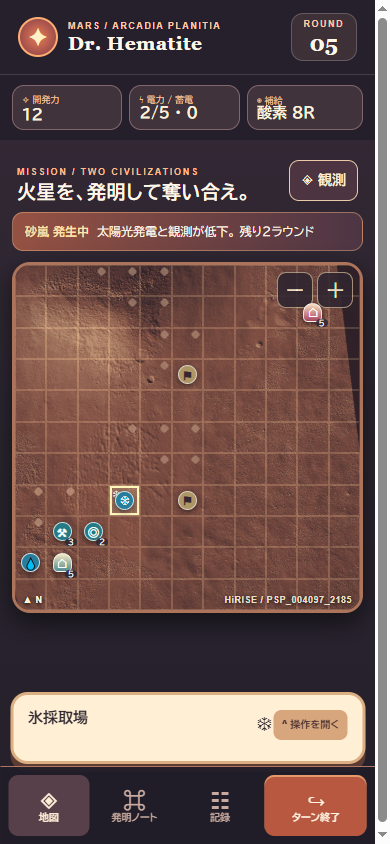 MARS / ARCADIA PLANITIA
Dr. Hematite
ROUND
05
開発力
12
電力 / 蓄電
2/5・0
補給
酸素 8R
MISSION / TWO CIVILIZATIONS
火星を、発明して奪い合え。
観測
砂嵐 発生中 太陽光発電と観測が低下。残り2ラウンド
5
3
2
5
▲ N
HiRISE / PSP_004097_2185
氷採取場
^ 操作を開く
地図
発明ノート
記録
ターン終了